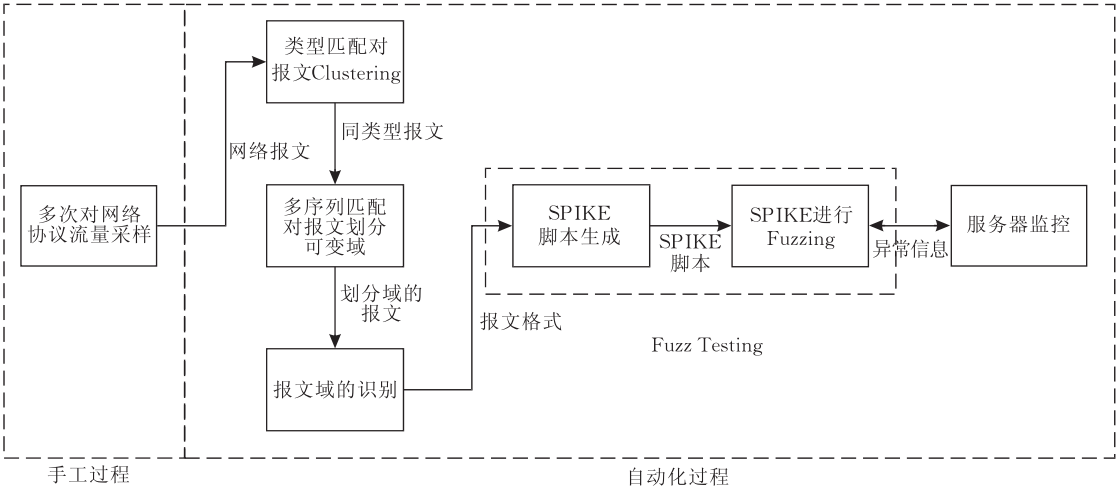 类型匹配对
报文Clustering
同类型报文
网络报文
多次对网络
协议流量采样
多序列匹配
对报文划分
可变域
SPIKE
脚本生成
SPIKE
脚本
SPIKE进行
Fuzzing
异常信息
服务器监控
划分域的
报文
报文格式
Fuzz Testing
报文域的识别
手工过程
自动化过程